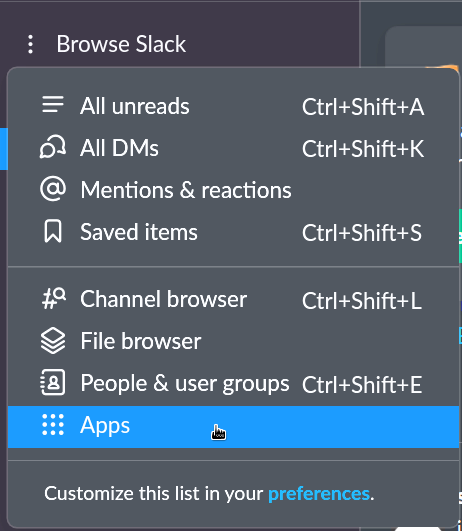 Browse Slack
All unreads Ctrl+Shift+A
All DMs Ctrl+Shift+K
Mentions & reactions
Saved items Ctrl+Shift+S
Channel browser Ctrl+Shift+L
File browser
People & user groups Ctrl+Shift+E
Apps
Customize this list in your preferences.